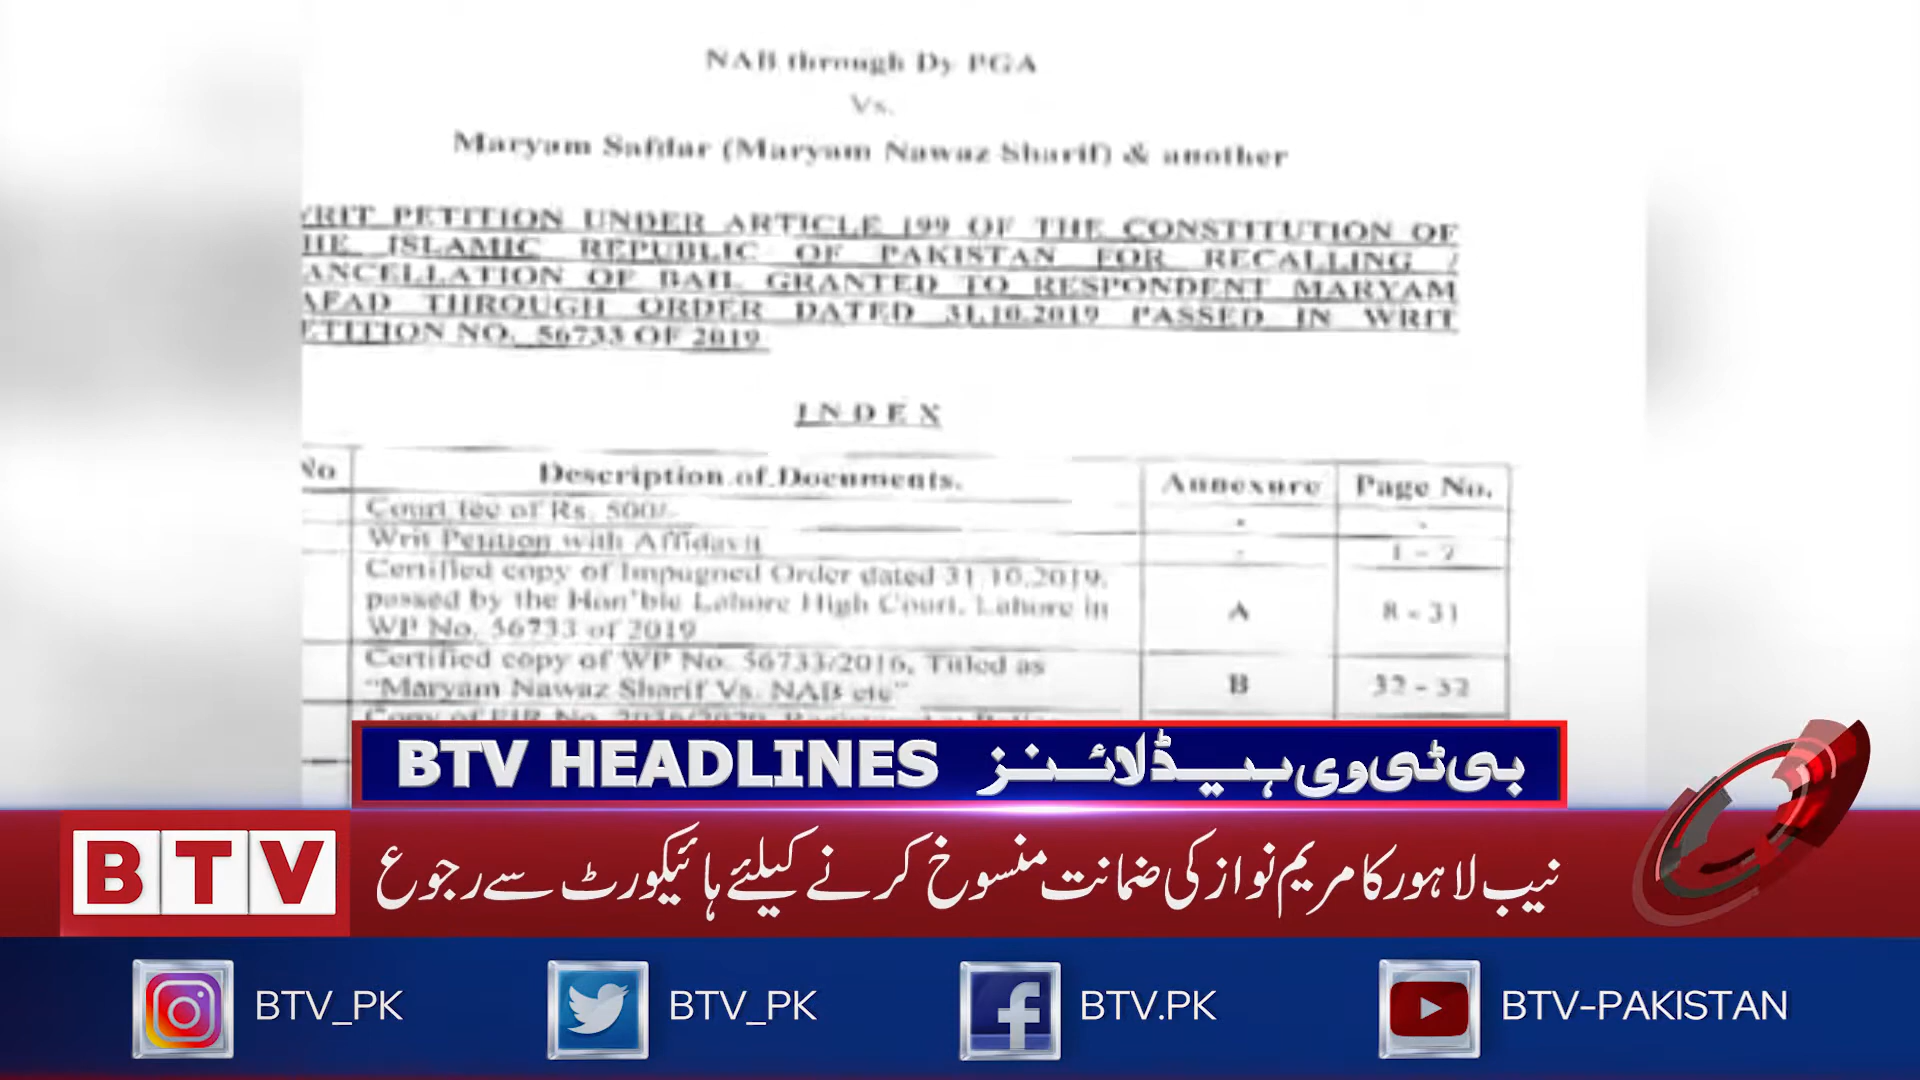 NAB through Dy PGA
Vs.
Maryam Safdar (Maryam Nawaz Sharif) & another
WRIT PETITION UNDER ARTICLE 199 OF THE CONSTITUTION OF
THE ISLAMIC REPUBLIC OF PAKISTAN FOR RECALLING /
CANCELLATION OF BAIL GRANTED TO RESPONDENT MARYAM
AFAD THROUGH ORDER DATED 31.10.2019 PASSED IN WRIT
PETITION NO. 56733 OF 2019
INDEX
No Description of Documents. Annexure Page No.
Court fee of Rs. 500/- - -
Writ Petition with Affidavit - 1 - 7
Certified copy of Impugned Order dated 31.10.2019,
passed by the Hon'ble Lahore High Court, Lahore in
WP No. 56733 of 2019 A 8 - 31
Certified copy of WP No. 56733/2016, Titled as
"Maryam Nawaz Sharif Vs. NAB etc" B 32 - 52
BTV HEADLINES بی ٹی وی ہیڈ لائنز
BTV
نیب لاہور کا مریم نواز کی ضمانت منسوخ کرنے کیلئے ہائیکورٹ سے رجوع
BTV_PK BTV_PK BTV.PK BTV-PAKISTAN